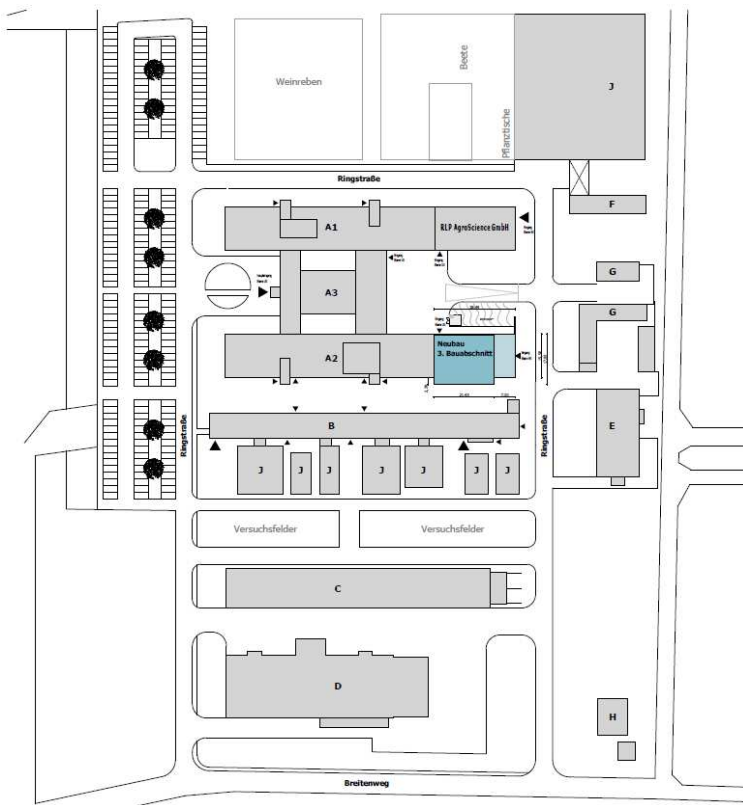 Weinreben
Beete
Pflanztische
J
Ringstraße
F
A1
RLP AgroScience GmbH
G
A3
G
A2
Neubau
3. Bauabschnitt
B
E
Ringstraße
Ringstraße
J
J
J
J
J
J
J
Versuchsfelder
Versuchsfelder
C
D
H
Breitenweg